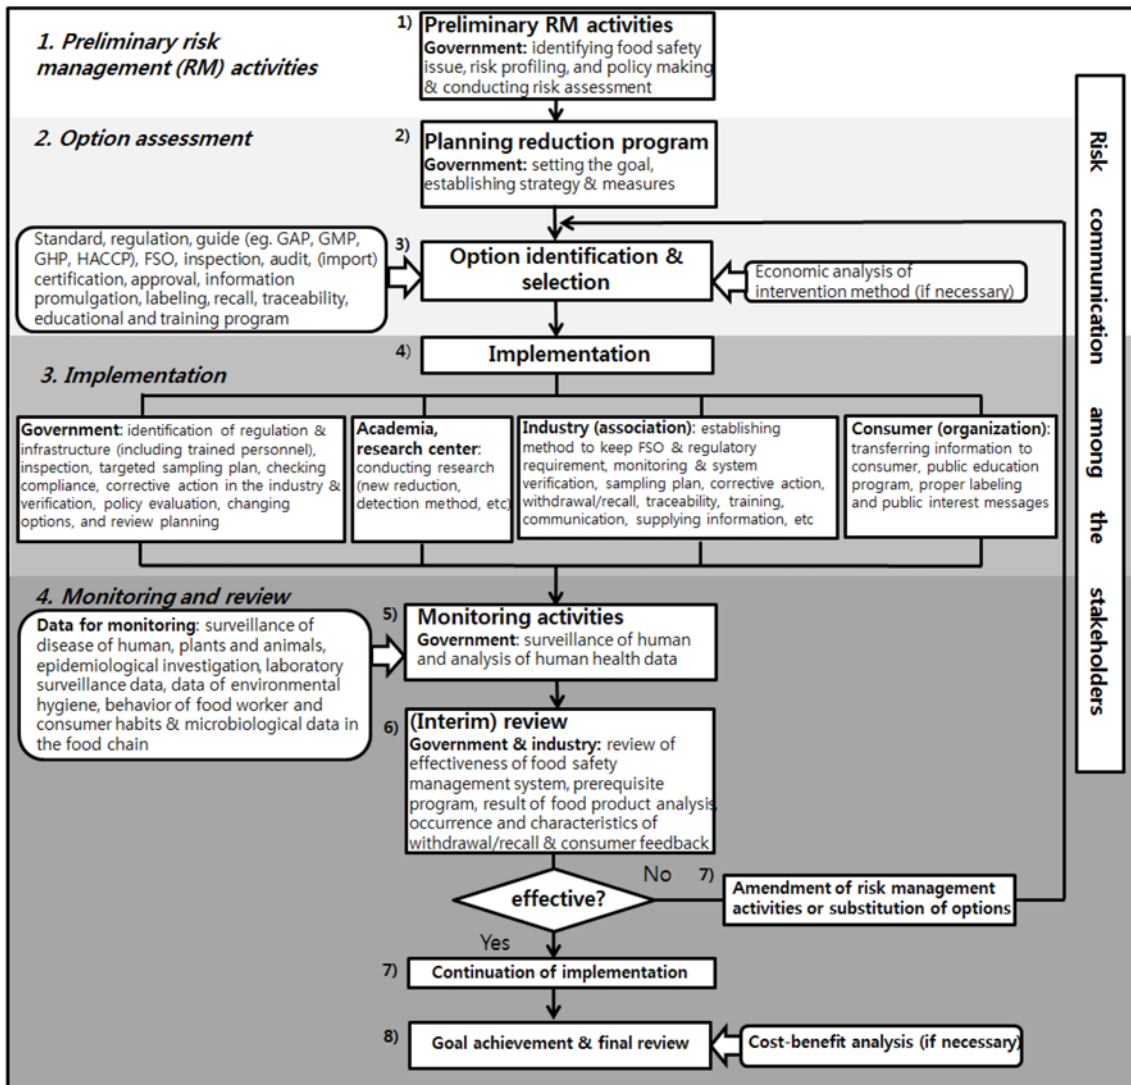 1. Preliminary risk
management (RM) activities
1)
Preliminary RM activities
Government: identifying food safety
issue, risk profiling, and policy making
& conducting risk assessment
2. Option assessment
2)
Planning reduction program
Government: setting the goal,
establishing strategy & measures
Standard, regulation, guide (eg. GAP, GMP,
GHP, HACCP), FSO, inspection, audit, (import)
certification, approval, information
promulgation, labeling, recall, traceability,
educational and training program
3)
Option identification &
selection
Economic analysis of
intervention method (if necessary)
3. Implementation
4)
Implementation
Government: identification of regulation &
infrastructure (including trained personnel),
inspection, targeted sampling plan, checking
compliance, corrective action in the industry &
verification, policy evaluation, changing
options, and review planning
Academia,
research center:
conducting research
(new reduction,
detection method, etc)
Industry (association): establishing
method to keep FSO & regulatory
requirement, monitoring & system
verification, sampling plan, corrective action,
withdrawal/recall, traceability, training,
communication, supplying information, etc
Consumer (organization):
transferring information to
consumer, public education
program, proper labeling
and public interest messages
4. Monitoring and review
Data for monitoring: surveillance of
disease of human, plants and animals,
epidemiological investigation, laboratory
surveillance data, data of environmental
hygiene, behavior of food worker and
consumer habits & microbiological data in
the food chain
5)
Monitoring activities
Government: surveillance of human
and analysis of human health data
6)
(Interim) review
Government & industry: review of
effectiveness of food safety
management system, prerequisite
program, result of food product analysis,
occurrence and characteristics of
withdrawal/recall & consumer feedback
effective?
No
7)
Amendment of risk management
activities or substitution of options
Yes
7)
Continuation of implementation
8)
Goal achievement & final review
Cost-benefit analysis (if necessary)
Risk communication among the stakeholders